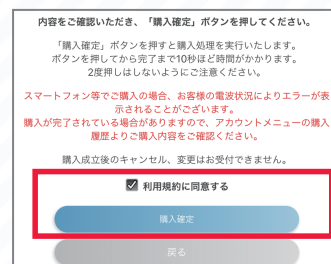 内容をご確認いただき、「購入確定」ボタンを押してください。
「購入確定」ボタンを押すと購入処理を実行いたします。
ボタンを押してから完了まで10秒ほど時間がかかります。
2度押しはしないようにご注意ください。
スマートフォン等でご購入の場合、お客様の電波状況によりエラーが表
示されることがございます。
購入が完了されている場合がありますので、アカウントメニューの購入
履歴よりご購入内容をご確認ください。
購入成立後のキャンセル、変更はお受付できません。
利用規約に同意する
購入確定
戻る